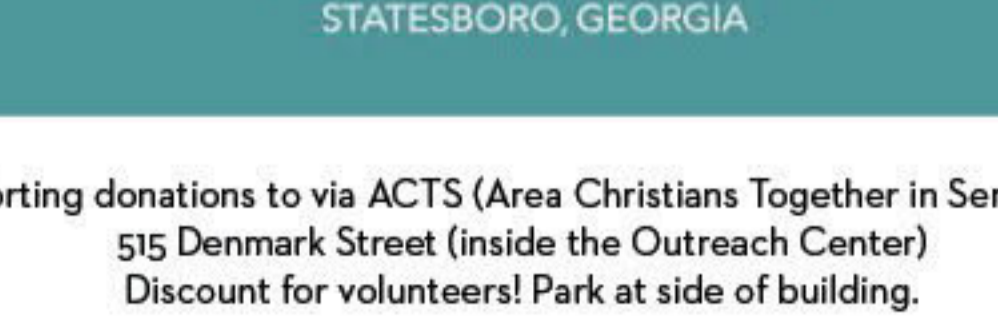 STATESBORO, GEORGIA
rting donations to via ACTS (Area Christians Together in Ser
515 Denmark Street (inside the Outreach Center)
Discount for volunteers! Park at side of building.